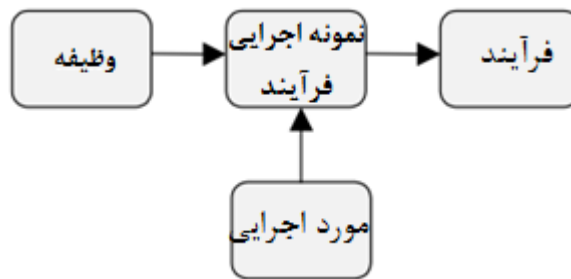 فرآیند
نمونه اجرایی
فرآیند
وظیفه
مورد اجرایی